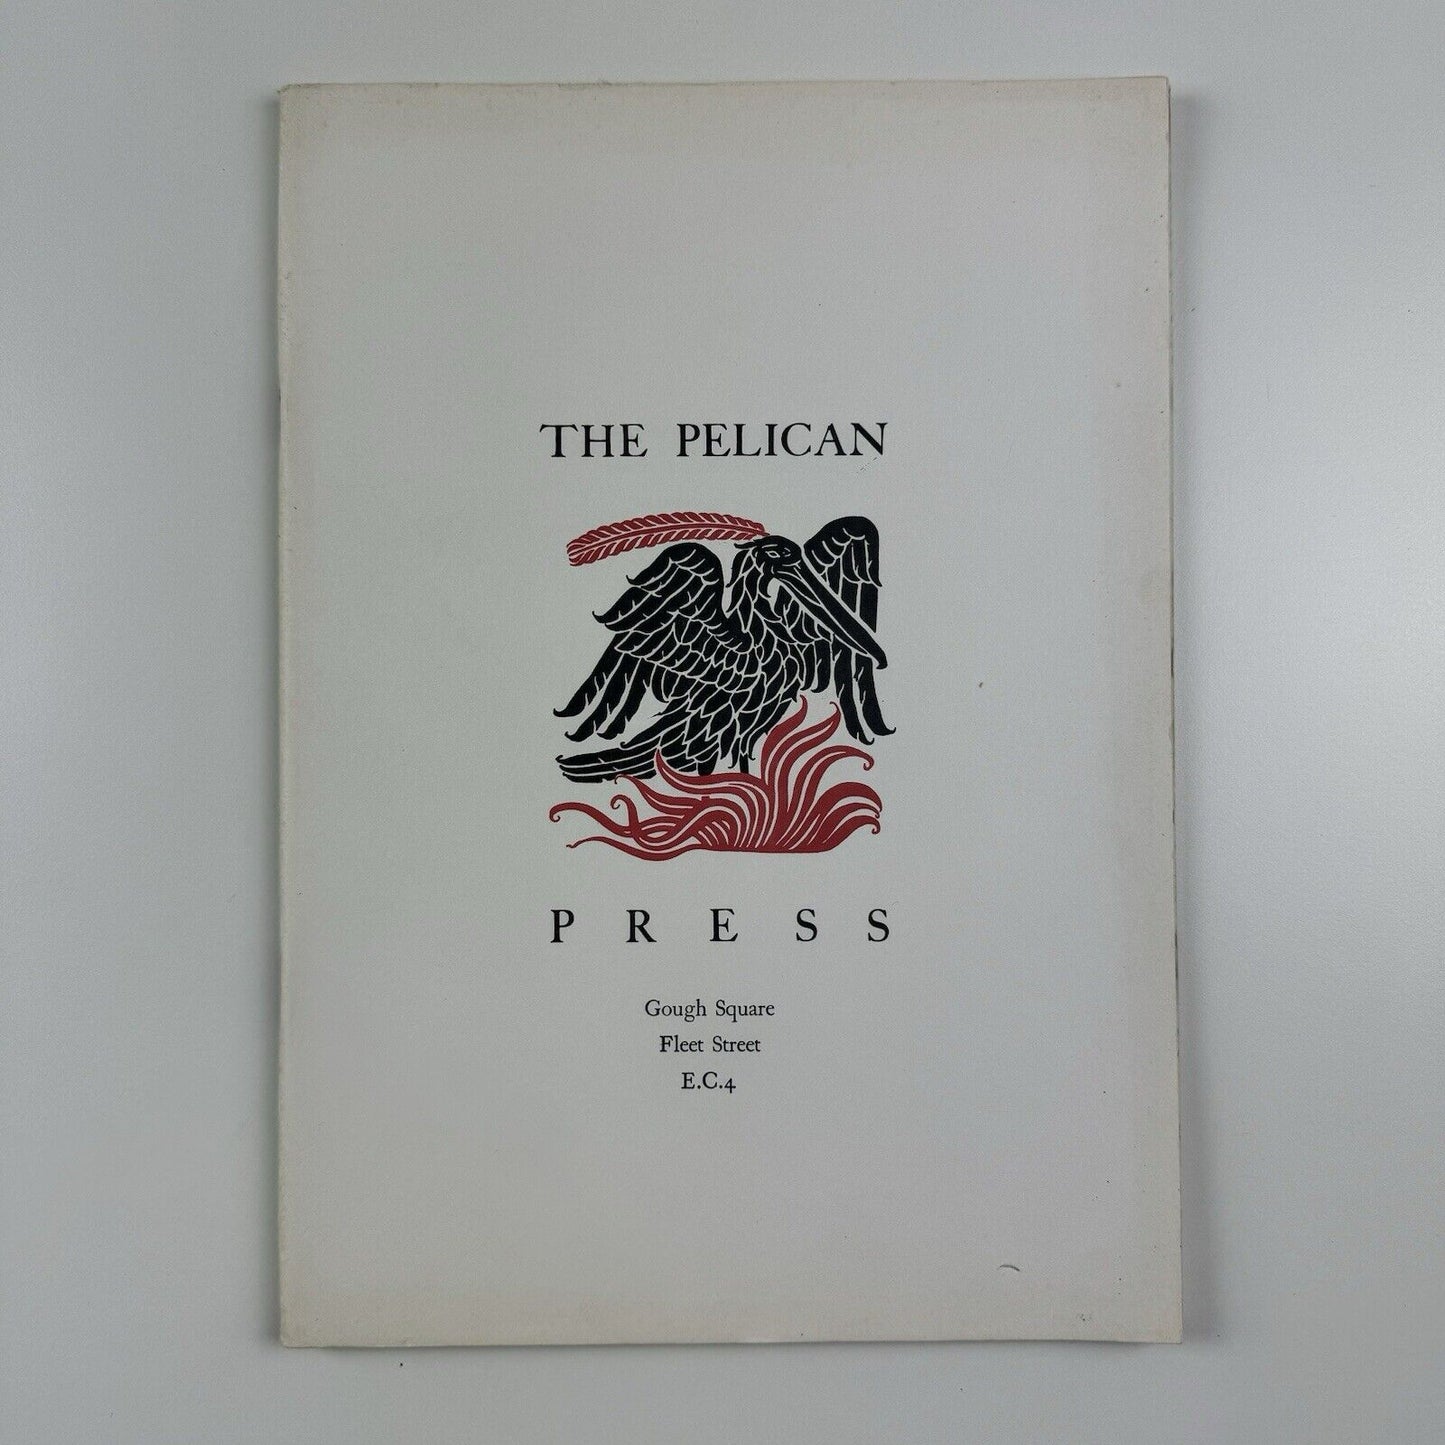 THE PELICAN
PRESS
Gough Square
Fleet Street
E.C.4